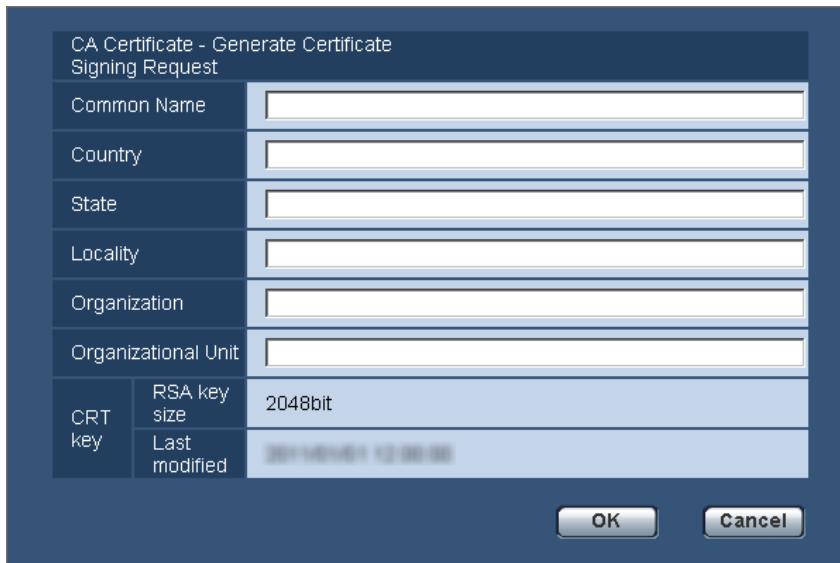 CA Certificate - Generate Certificate
Signing Request
Common Name
Country
State
Locality
Organization
Organizational Unit
CRT
key
RSA key
size
2048bit
Last
modified
OK
Cancel